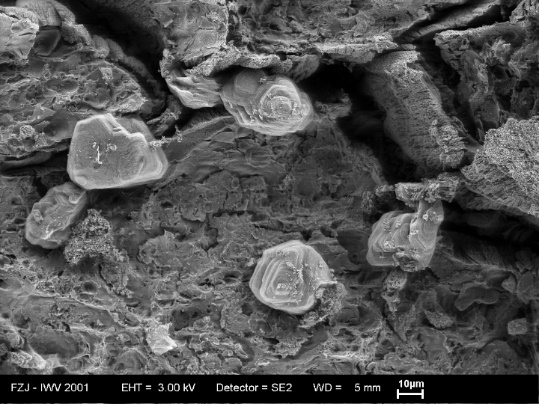 FZJ - IWV 2001 EHT = 3.00 kV Detector = SE2 WD = 5 mm 10µm